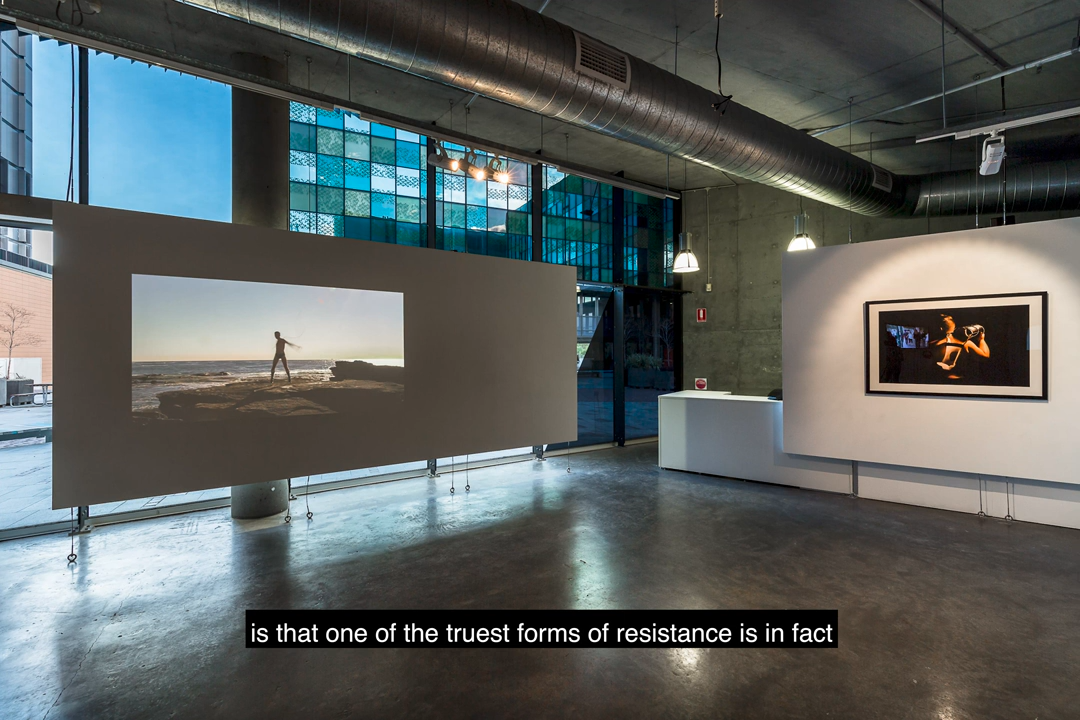 is that one of the truest forms of resistance is in fact